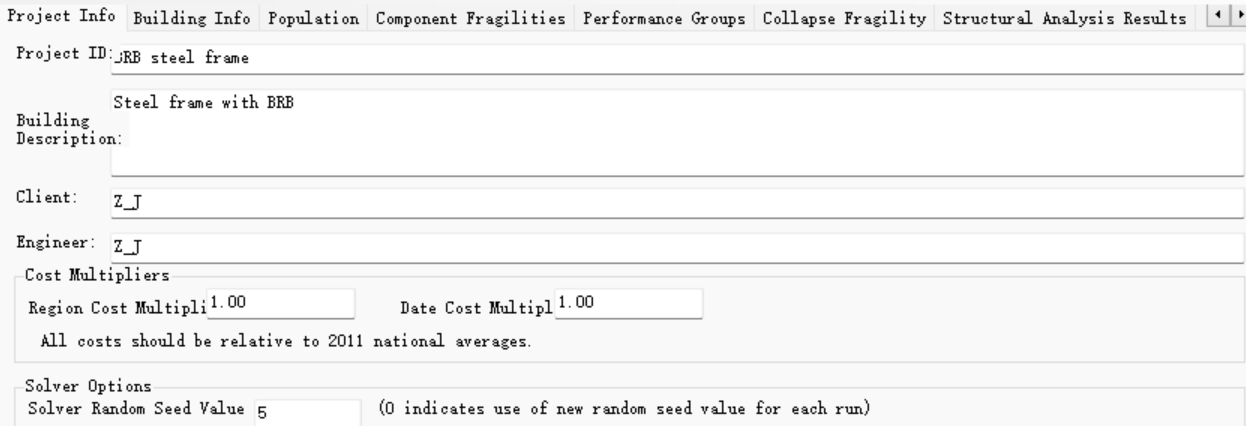 Project Info Building Info Population Component Fragilities Performance Groups Collapse Fragility Structural Analysis Results
Project ID: BRB steel frame
Steel frame with BRB
Building
Description:
Client: Z_J
Engineer: Z_J
Cost Multipliers
Region Cost Multipli 1.00 Date Cost Multipl 1.00
All costs should be relative to 2011 national averages.
Solver Options
Solver Random Seed Value 5 (0 indicates use of new random seed value for each run)